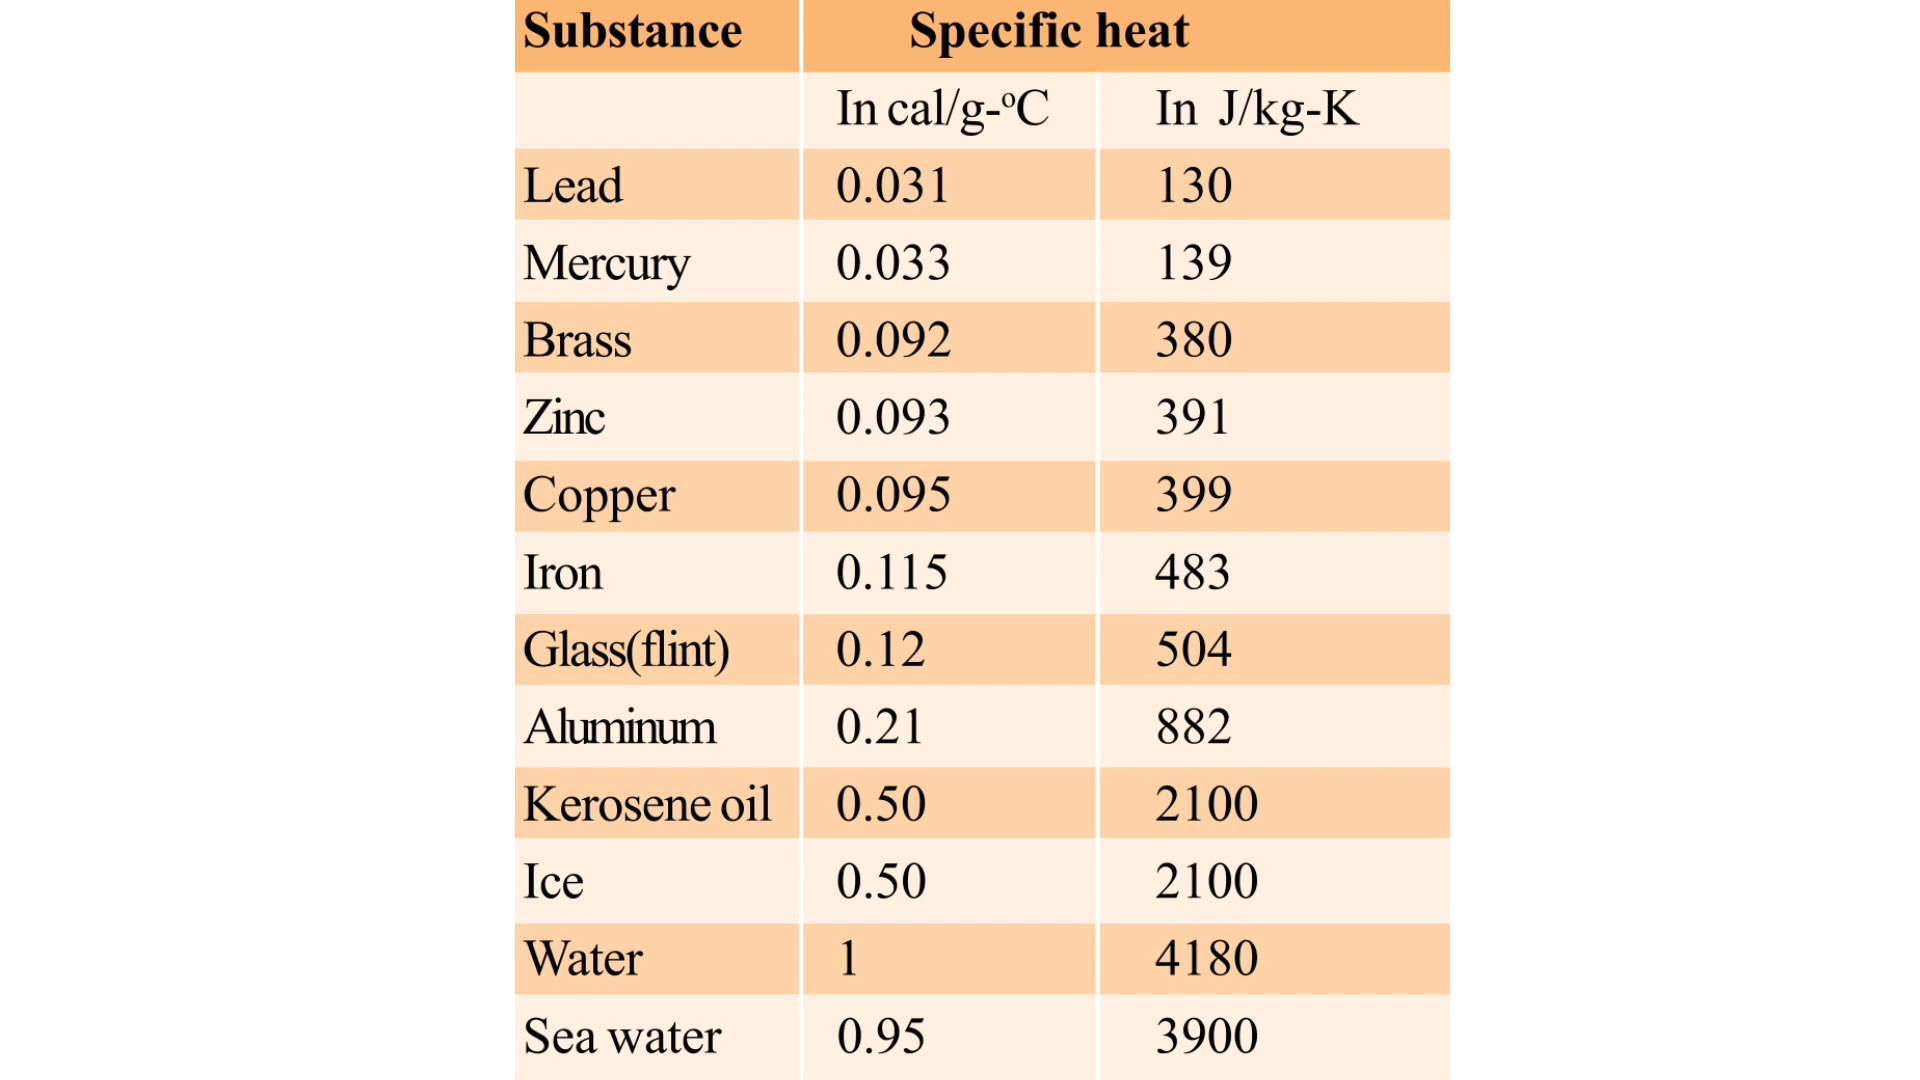 Substance Specific heat
In cal/g-ºC In J/kg-K
Lead 0.031 130
Mercury 0.033 139
Brass 0.092 380
Zinc 0.093 391
Copper 0.095 399
Iron 0.115 483
Glass(flint) 0.12 504
Aluminum 0.21 882
Kerosene oil 0.50 2100
Ice 0.50 2100
Water 1 4180
Sea water 0.95 3900